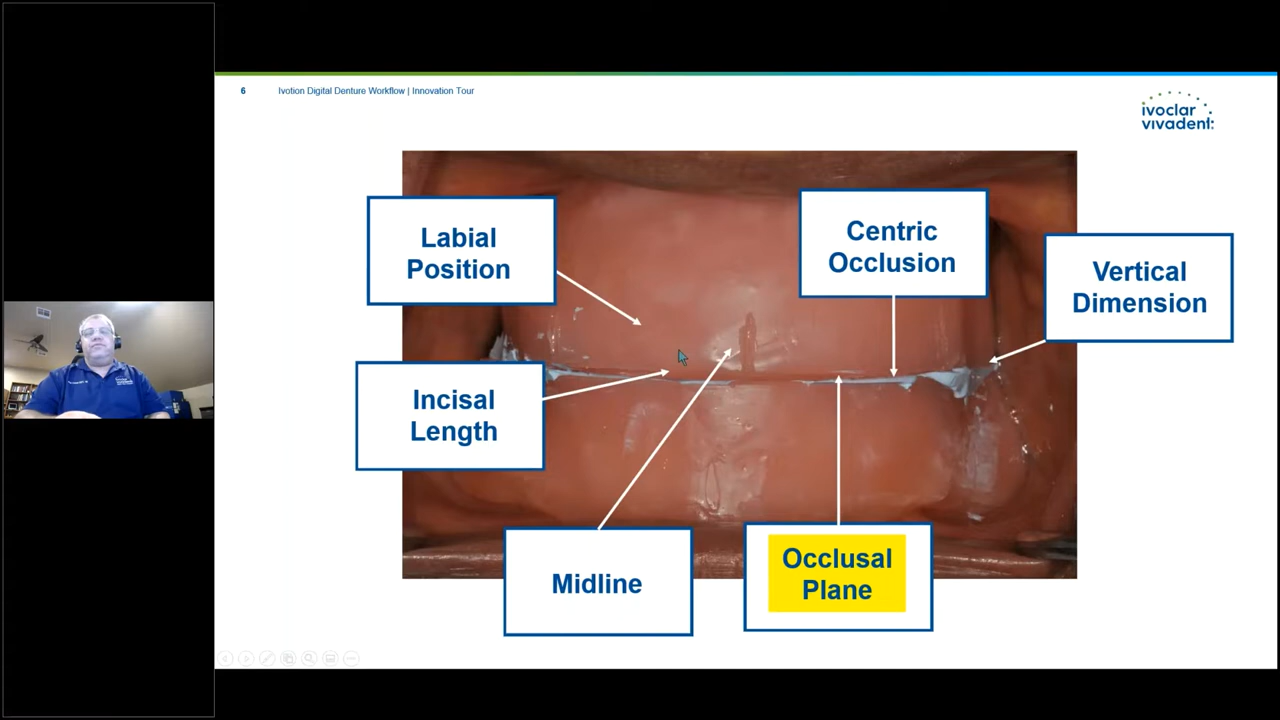 6 Ivotion Digital Denture Workflow | Innovation Tour
ivoclar
vivadent:
Labial
Position
Centric
Occlusion
Vertical
Dimension
Incisal
Length
Midline
Occlusal
Plane